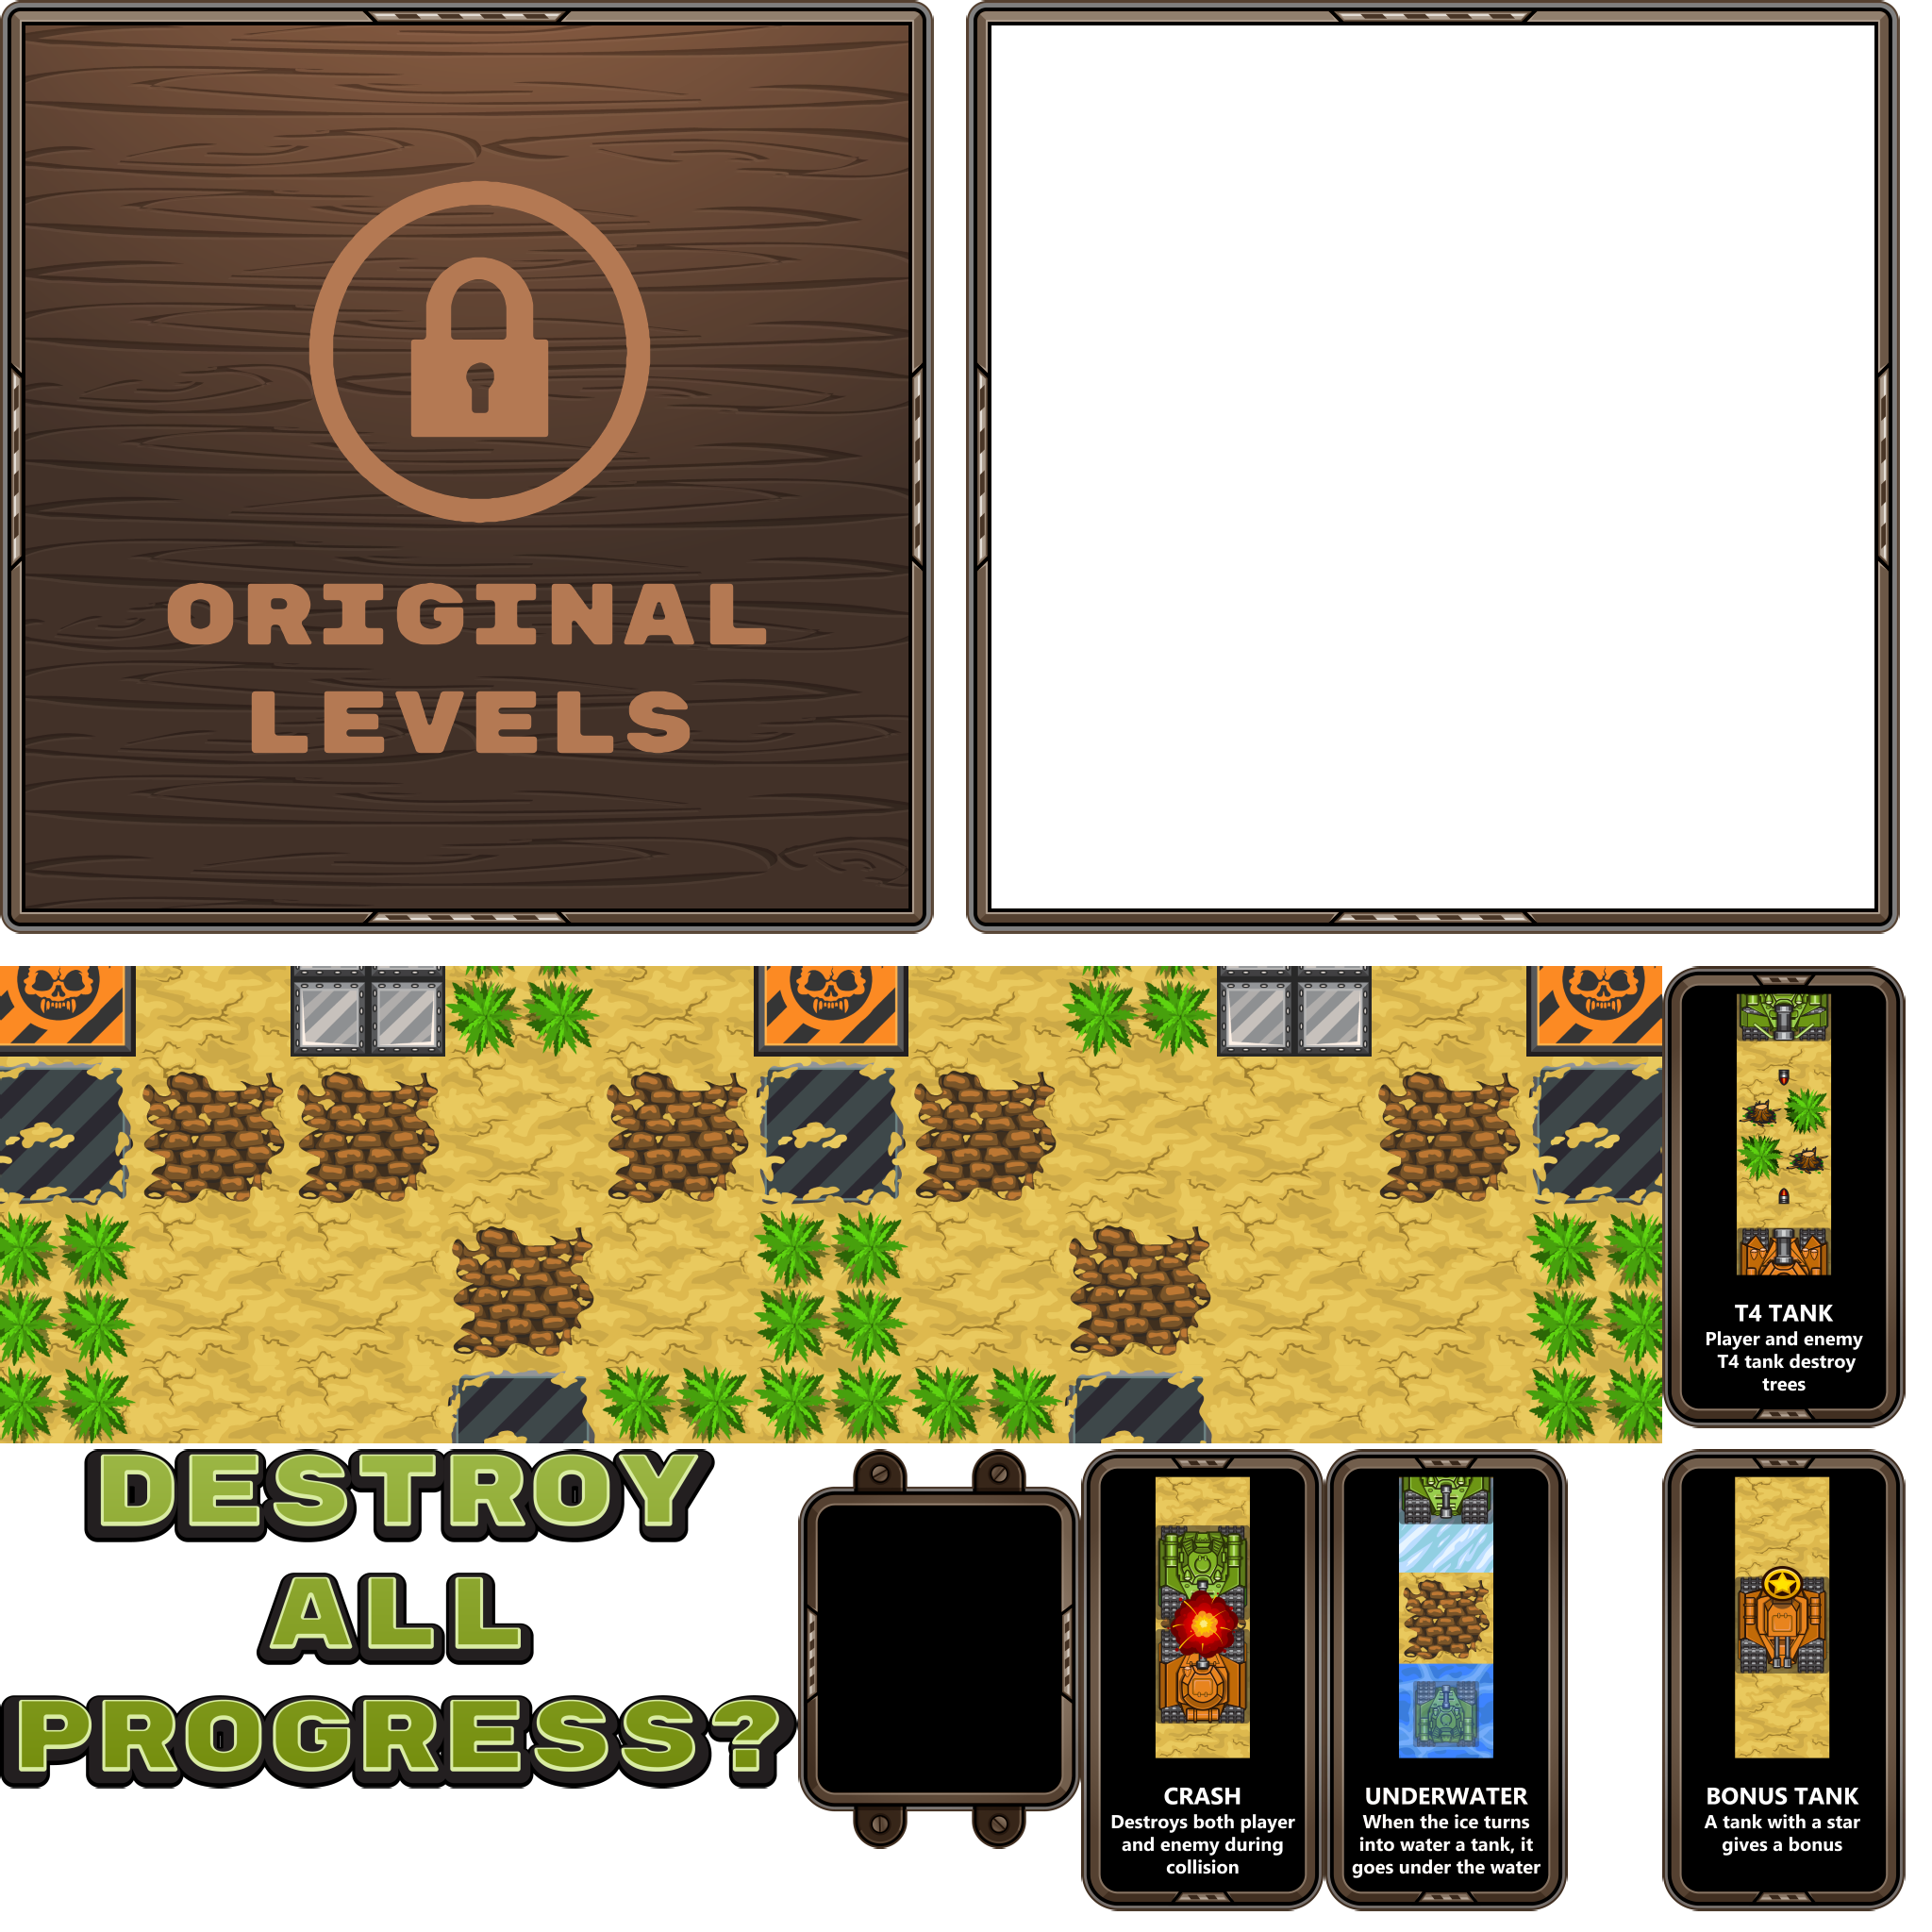 ORIGINAL
LEVELS
T4 TANK
Player and enemy
T4 tank destroy
trees
DESTROY
ALL
PROGRESS?
CRASH
Destroys both player
and enemy during
collision
UNDERWATER
When the ice turns
into water a tank, it
goes under the water
BONUS TANK
A tank with a star
gives a bonus